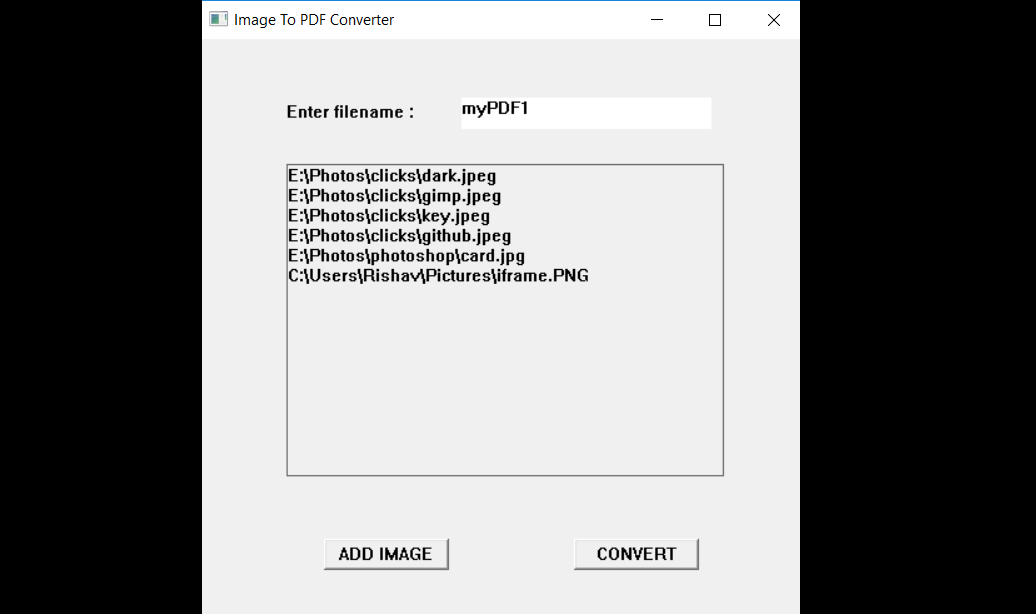 Image To PDF Converter
Enter filename : myPDF1
E:\Photos\clicks\dark.jpeg
E:\Photos\clicks\gimp.jpeg
E:\Photos\clicks\key.jpeg
E:\Photos\clicks\github.jpeg
E:\Photos\photoshop\card.jpg
C:\Users\Rishav\Pictures\iframe.PNG
ADD IMAGE CONVERT